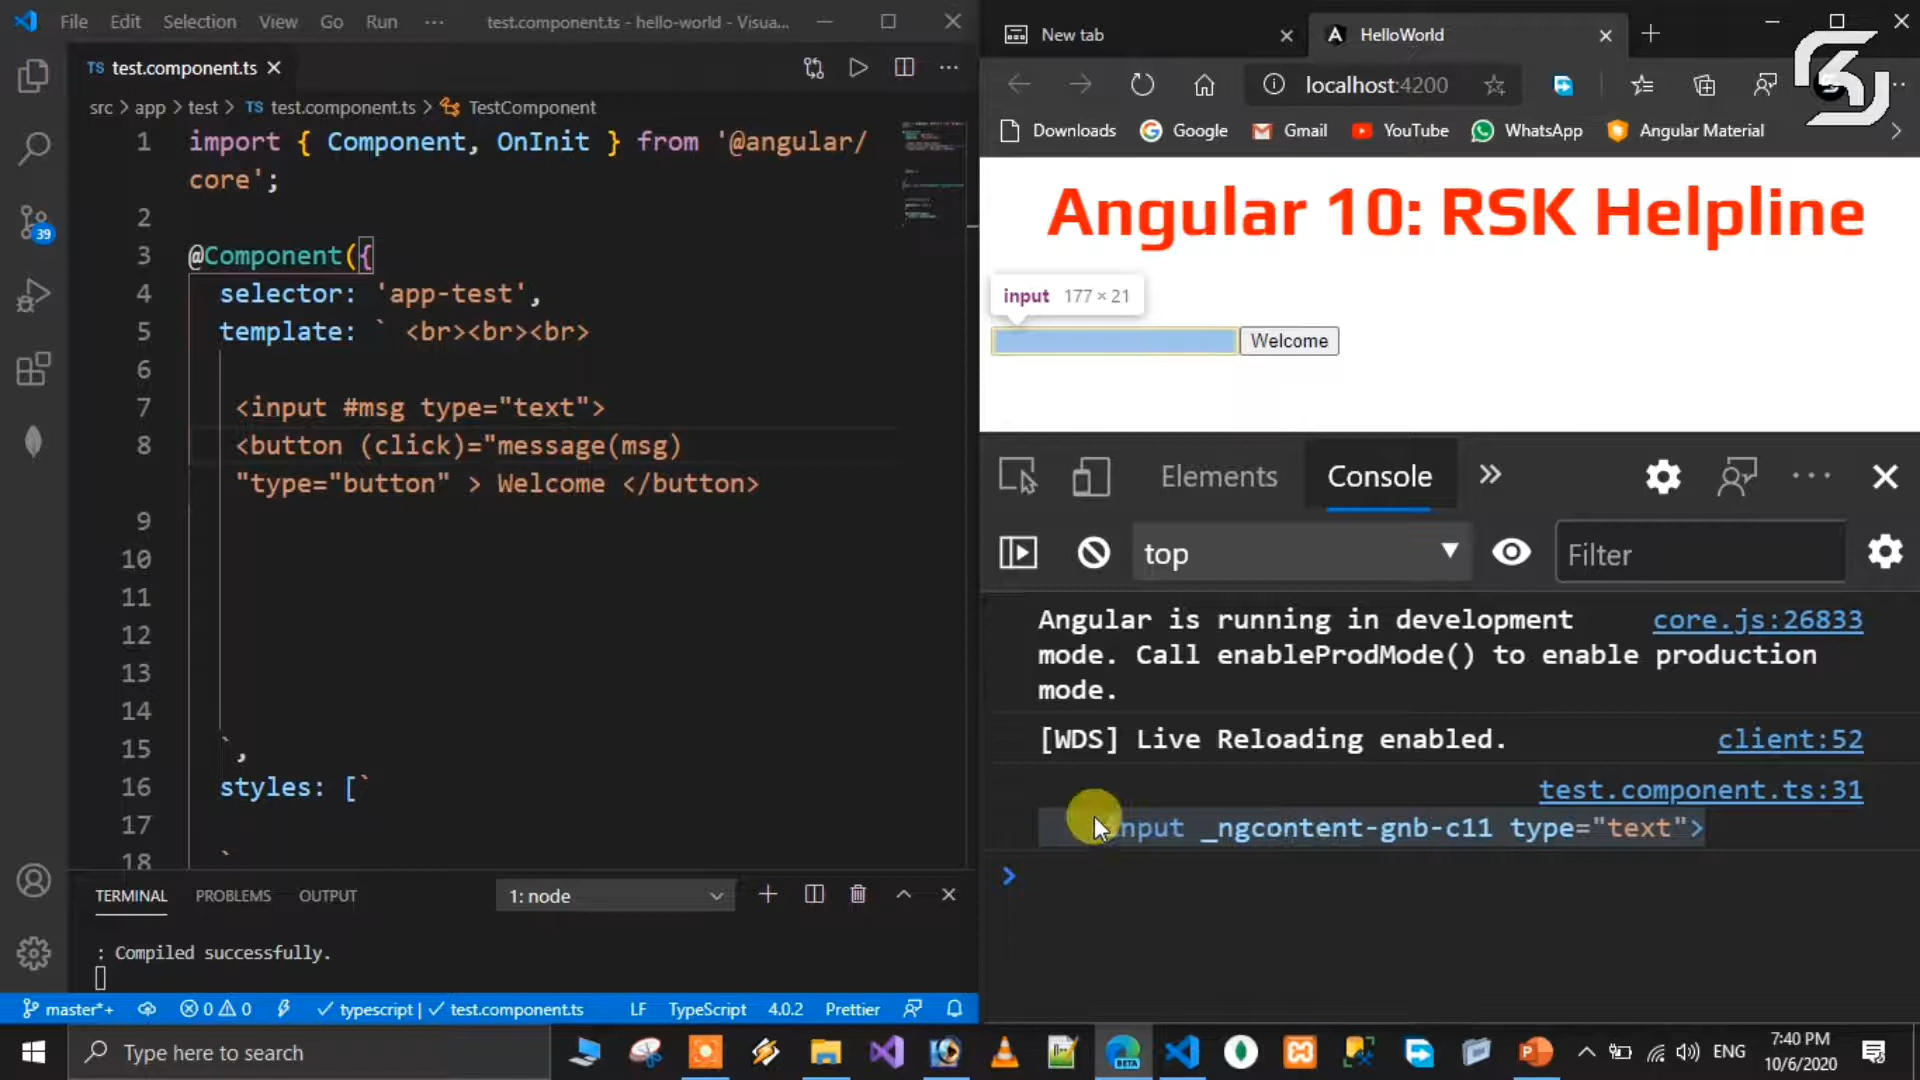 File Edit Selection View Go Run ··· test.component.ts - hello-world - Visua...
TS test.component.ts
src > app > test > TS test.component.ts > TestComponent
1 import { Component, OnInit } from '@angular/
core';
2
3 @Component({
4 selector: 'app-test',
5 template: ` <br><br><br>
6
7 <input #msg type="text">
8 <button (click)="message(msg)
"type="button" > Welcome </button>
9
10
11
12
13
14
15 `,
16 styles: [`
17
18 `
TERMINAL PROBLEMS OUTPUT 1: node
: Compiled successfully.
master*+ 0 0 typescript | test.component.ts LF TypeScript 4.0.2 Prettier
39
New tab HelloWorld
localhost:4200
Downloads Google Gmail YouTube WhatsApp Angular Material
Angular 10: RSK Helpline
input 177 × 21
Welcome
Elements Console
top Filter
Angular is running in development core.js:26833
mode. Call enableProdMode() to enable production
mode.
[WDS] Live Reloading enabled. client:52
test.component.ts:31
input _ngcontent-gnb-c11 type="text">
Type here to search
BETA
ENG 7:40 PM
10/6/2020